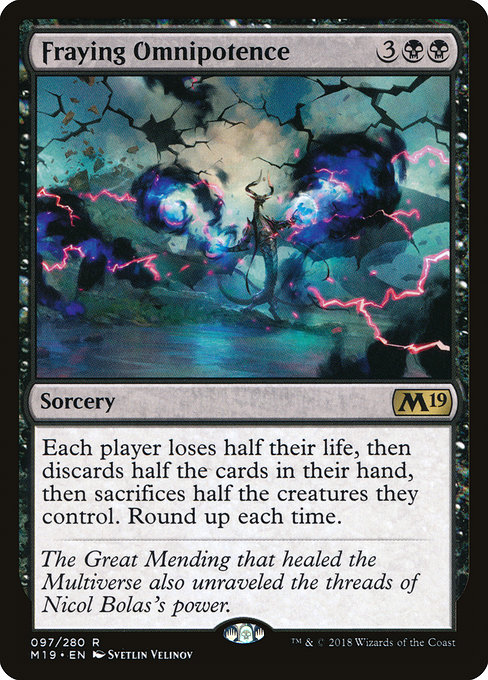 Fraying Omnipotence 3
Sorcery
M19
Each player loses half their life, then
discards half the cards in their hand,
then sacrifices half the creatures they
control. Round up each time.
The Great Mending that healed the
Multiverse also unraveled the threads of
Nicol Bolas's power.
097/280 R
M19 • EN Svetlin Velinov
™ & © 2018 Wizards of the Coast